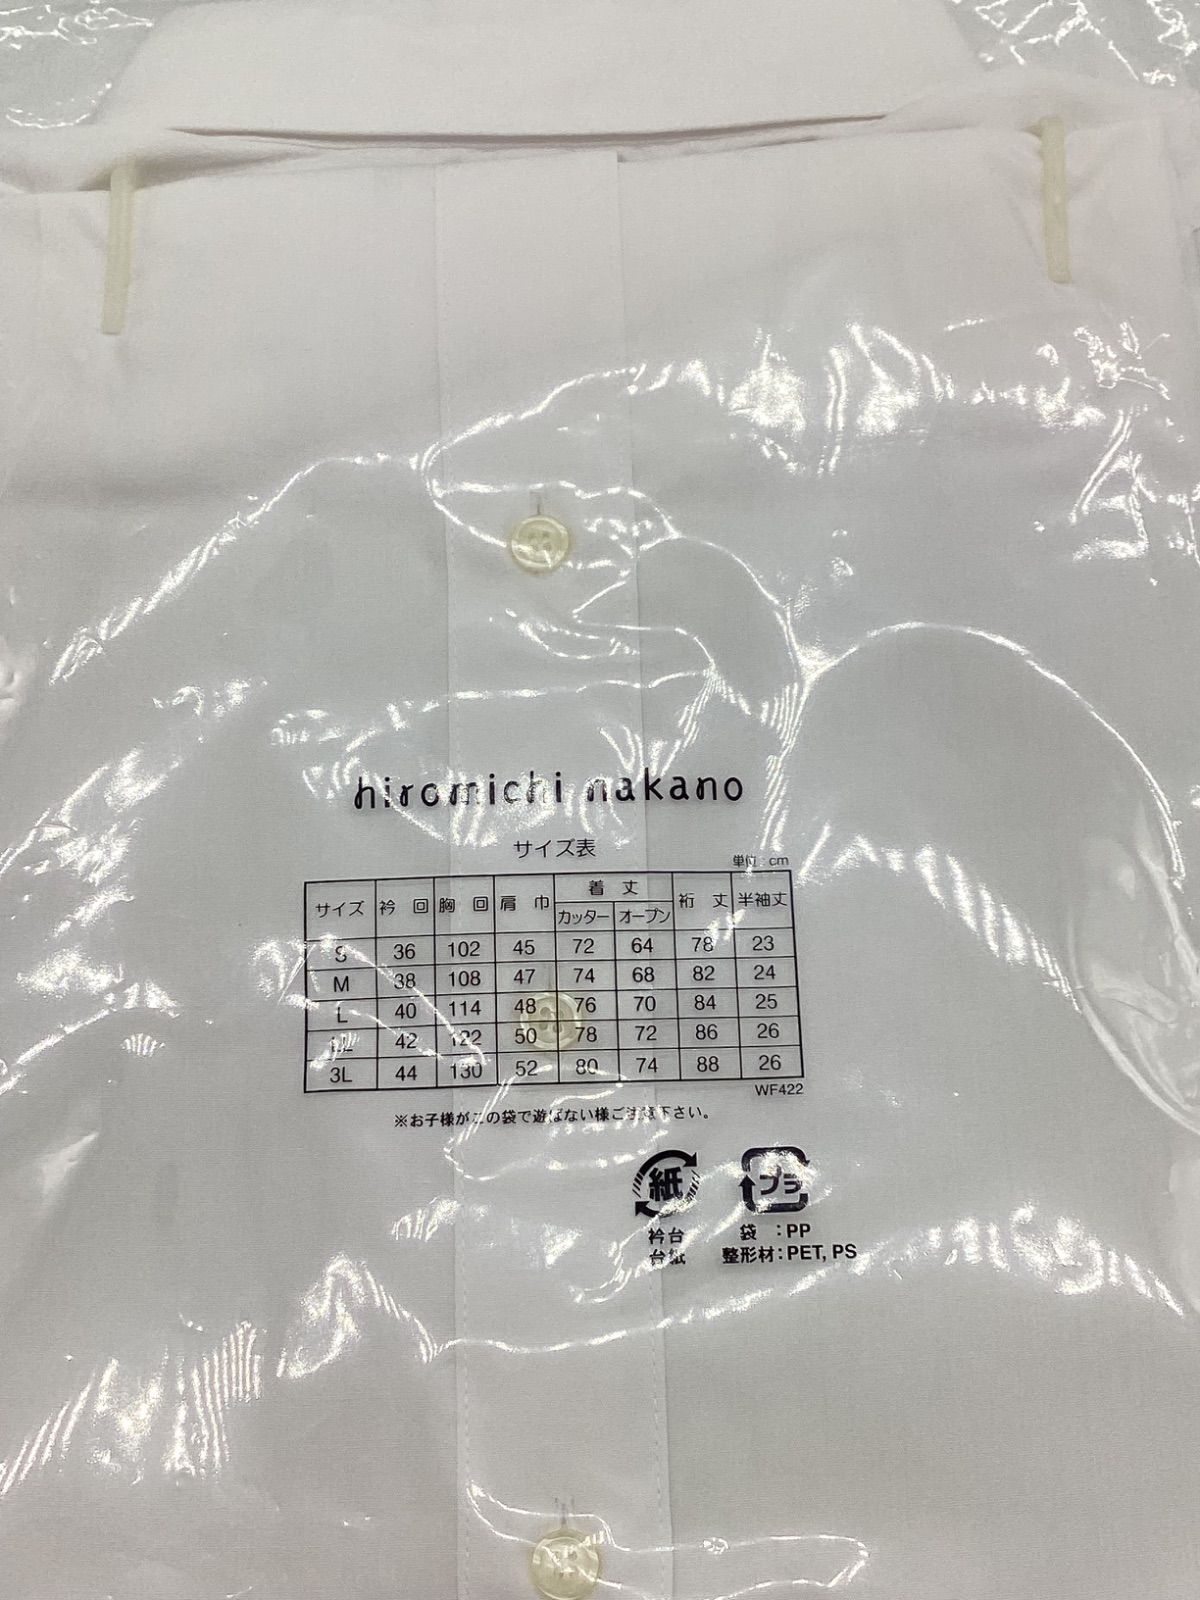 hiromichi nakano
サイズ表
単位：cm
サイズ 衿回 胸回 肩巾 着丈 裄丈 半袖丈
カッター オープン
S 36 102 45 72 64 78 23
M 38 108 47 74 68 82 24
L 40 114 48 76 70 84 25
LL 42 122 50 78 72 86 26
3L 44 130 52 80 74 88 26
WF422
※お子様がこの袋で遊ばない様ご注意下さい。
紙 プラ
衿台 袋：PP
台紙 整形材：PET, PS